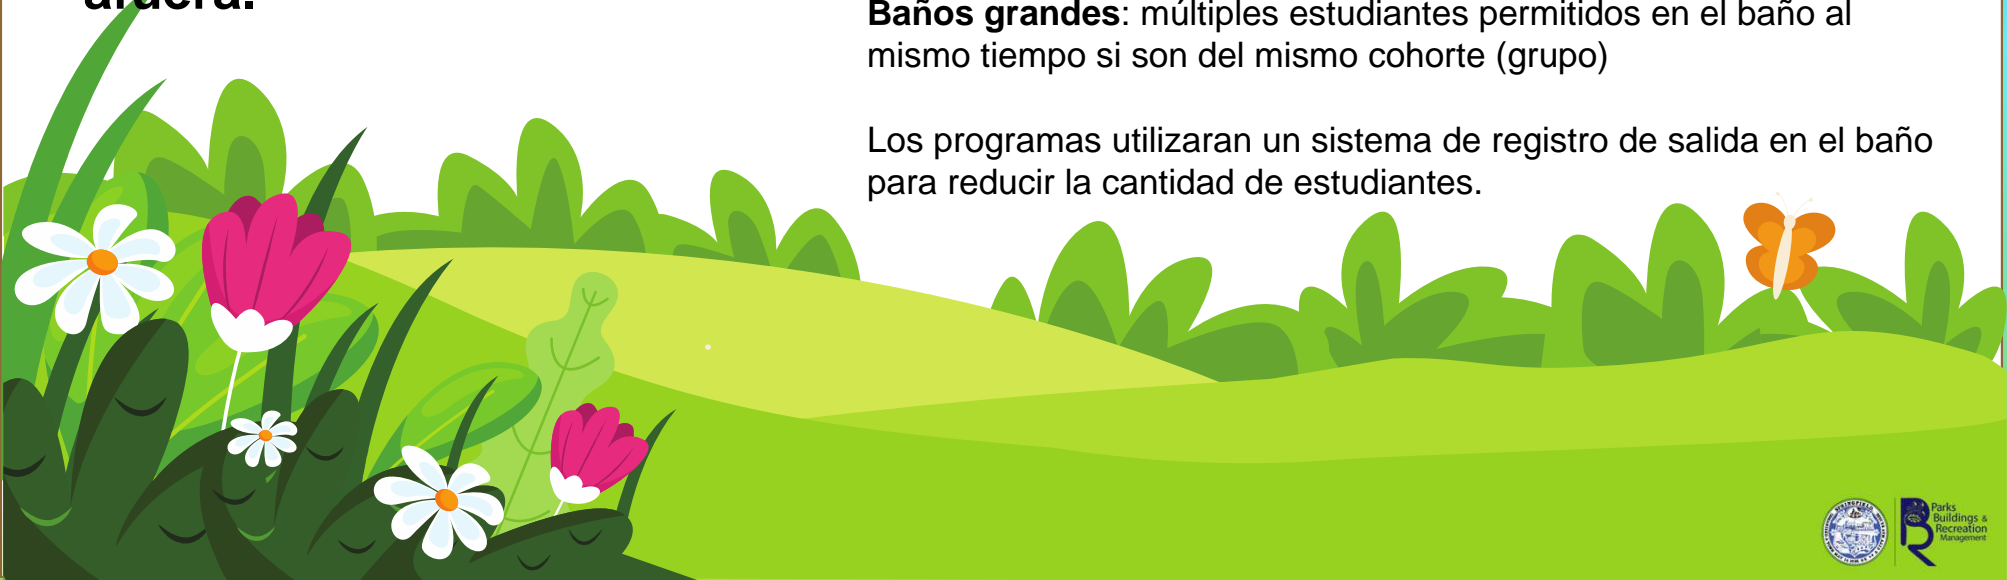 afuera.
Baños grandes: múltiples estudiantes permitidos en el baño al
mismo tiempo si son del mismo cohorte (grupo)
Los programas utilizaran un sistema de registro de salida en el baño
para reducir la cantidad de estudiantes.
SPRINGFIELD
Parks
Buildings &
Recreation
Management